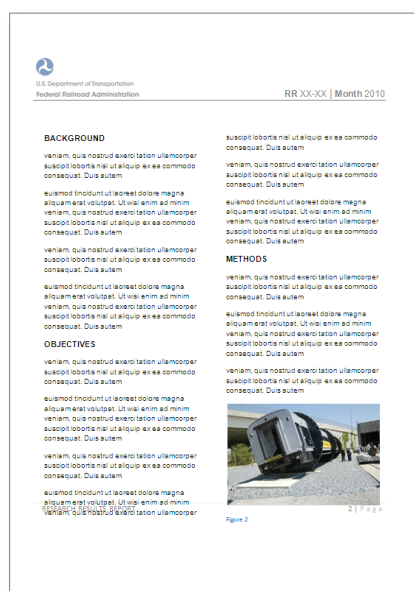 U.S. Department of Transportation
Federal Railroad Administration
RR XX-XX | Month 2010
BACKGROUND
veniam, quis nostrud exerci tation ullamcorper
suscipit lobortis nisl ut aliquip ex ea commodo
consequat. Duis autem
euismod tincidunt ut laoreet dolore magna
aliquam erat volutpat. Ut wisi enim ad minim
veniam, quis nostrud exerci tation ullamcorper
suscipit lobortis nisl ut aliquip ex ea commodo
consequat. Duis autem
veniam, quis nostrud exerci tation ullamcorper
suscipit lobortis nisl ut aliquip ex ea commodo
consequat. Duis autem
euismod tincidunt ut laoreet dolore magna
aliquam erat volutpat. Ut wisi enim ad minim
veniam, quis nostrud exerci tation ullamcorper
suscipit lobortis nisl ut aliquip ex ea commodo
consequat. Duis autem
OBJECTIVES
veniam, quis nostrud exerci tation ullamcorper
suscipit lobortis nisl ut aliquip ex ea commodo
consequat. Duis autem
euismod tincidunt ut laoreet dolore magna
aliquam erat volutpat. Ut wisi enim ad minim
veniam, quis nostrud exerci tation ullamcorper
suscipit lobortis nisl ut aliquip ex ea commodo
consequat. Duis autem
veniam, quis nostrud exerci tation ullamcorper
suscipit lobortis nisl ut aliquip ex ea commodo
consequat. Duis autem
euismod tincidunt ut laoreet dolore magna
aliquam erat volutpat. Ut wisi enim ad minim
veniam, quis nostrud exerci tation ullamcorper
suscipit lobortis nisl ut aliquip ex ea commodo
consequat. Duis autem
veniam, quis nostrud exerci tation ullamcorper
suscipit lobortis nisl ut aliquip ex ea commodo
consequat. Duis autem
euismod tincidunt ut laoreet dolore magna
aliquam erat volutpat. Ut wisi enim ad minim
veniam, quis nostrud exerci tation ullamcorper
suscipit lobortis nisl ut aliquip ex ea commodo
consequat. Duis autem
METHODS
veniam, quis nostrud exerci tation ullamcorper
suscipit lobortis nisl ut aliquip ex ea commodo
consequat. Duis autem
euismod tincidunt ut laoreet dolore magna
aliquam erat volutpat. Ut wisi enim ad minim
veniam, quis nostrud exerci tation ullamcorper
suscipit lobortis nisl ut aliquip ex ea commodo
consequat. Duis autem
veniam, quis nostrud exerci tation ullamcorper
suscipit lobortis nisl ut aliquip ex ea commodo
consequat. Duis autem
Figure 2
RESEARCH RESULTS REPORT
2 | Page